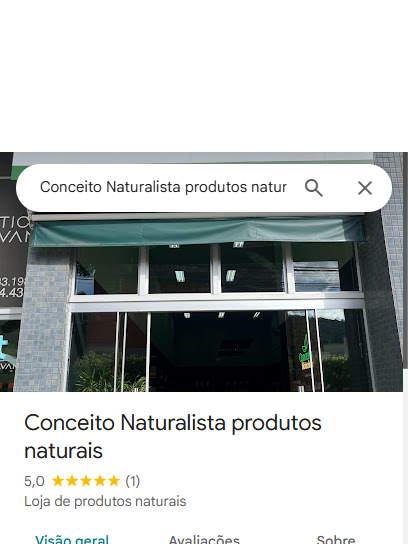 Conceito Naturalista produtos natur
Conceito Naturalista produtos
naturais
5,0 (1)
Loja de produtos naturais
Visão geral Avaliações Sobre